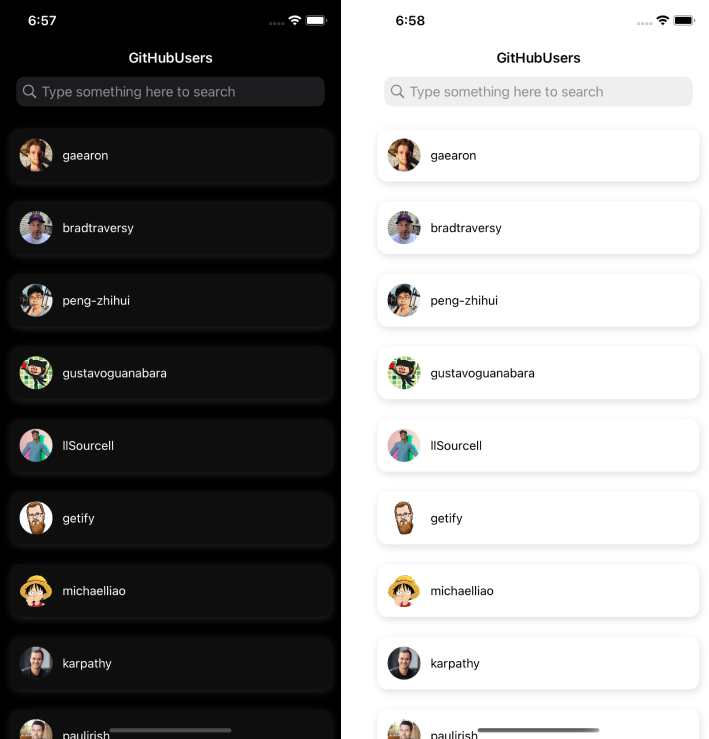 6:57
GitHubUsers
Type something here to search
gaearon
bradtraversy
peng-zhihui
gustavoguanabara
llSourcell
getify
michaelliao
karpathy
paulirish
6:58
GitHubUsers
Type something here to search
gaearon
bradtraversy
peng-zhihui
gustavoguanabara
llSourcell
getify
michaelliao
karpathy
paulirish